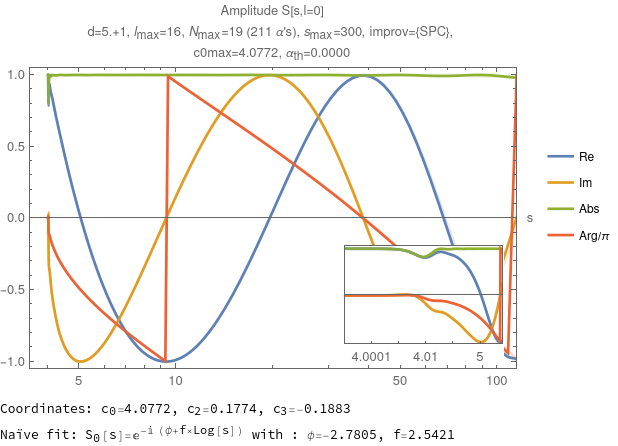 Amplitude S[s,l=0]
d=5.+1, lmax=16, Nmax=19 (211 α's), smax=300, improv={SPC},
c0max=4.0772, αth=0.0000
1.0
0.5
0.0
−0.5
−1.0
s
Re
Im
Abs
Arg/π
4.0001 4.01 5
5 10 50 100
Coordinates: c0=4.0772, c2=0.1774, c3=-0.1883
Naïve fit: S0[s]=e^-i (ϕ+f×Log[s]) with : ϕ=-2.7805, f=2.5421